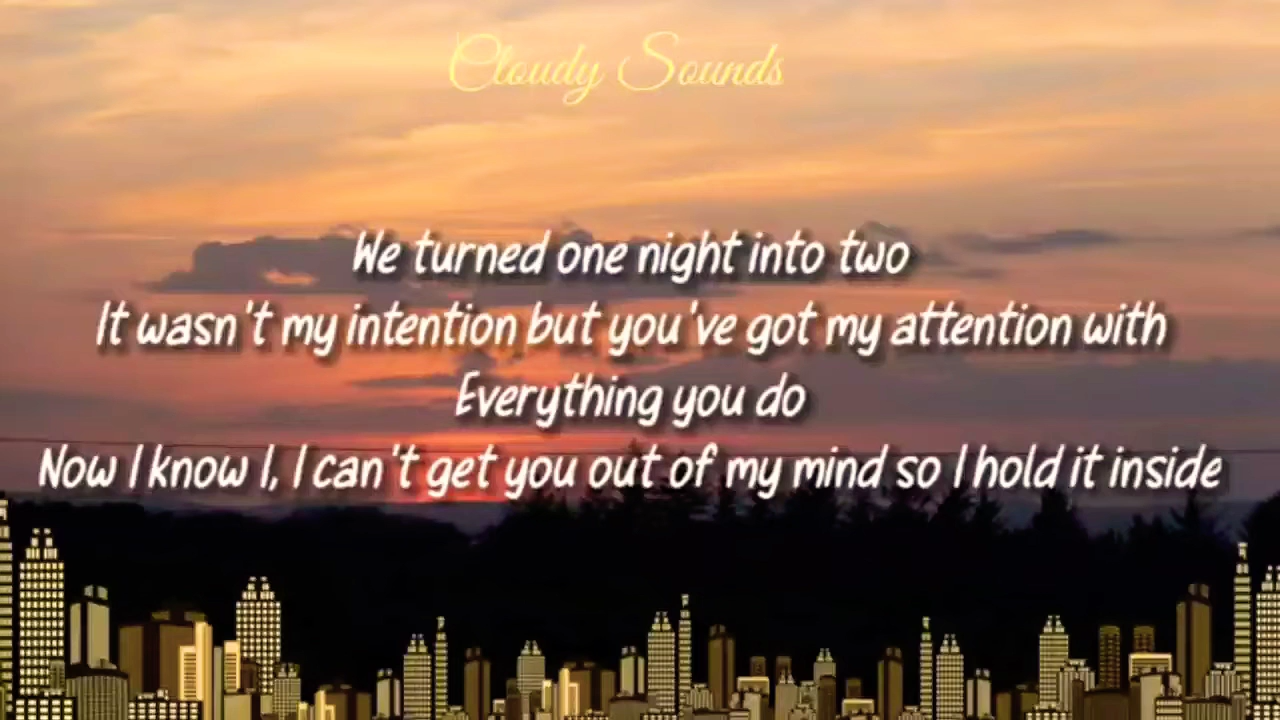 Cloudy Sounds
We turned one night into two
It wasn't my intention but you've got my attention with
Everything you do
Now I know I, I can't get you out of my mind so I hold it inside